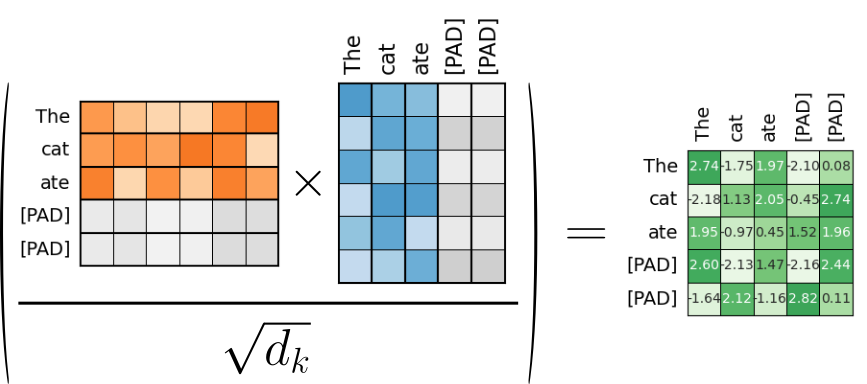 The cat ate [PAD] [PAD]
The
cat
ate
[PAD]
[PAD]
×
√d_k
=
The cat ate [PAD] [PAD]
The 2.74 -1.75 1.97 -2.10 0.08
cat -2.18 1.13 2.05 -0.45 2.74
ate 1.95 -0.97 0.45 1.52 1.96
[PAD] 2.60 -2.13 1.47 -2.16 2.44
[PAD] -1.64 2.12 -1.16 2.82 0.11